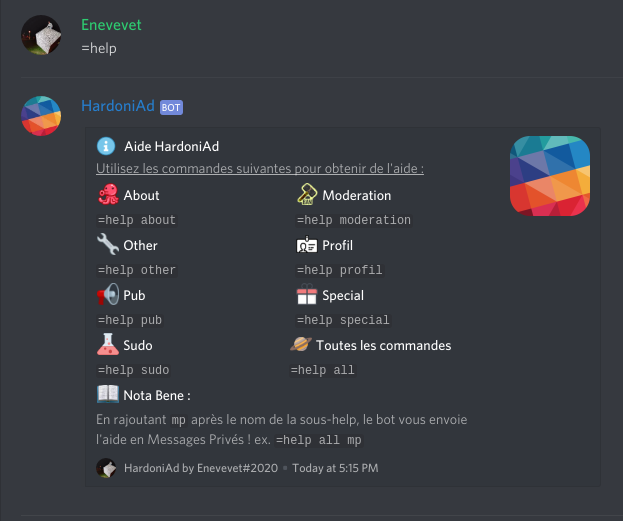 Enevevet
=help
HardoniAd BOT
Aide HardoniAd
Utilisez les commandes suivantes pour obtenir de l'aide :
About Moderation
=help about =help moderation
Other Profil
=help other =help profil
Pub Special
=help pub =help special
Sudo Toutes les commandes
=help sudo =help all
Nota Bene :
En rajoutant mp après le nom de la sous-help, le bot vous envoie
l'aide en Messages Privés ! ex. =help all mp
HardoniAd by Enevevet#2020 • Today at 5:15 PM